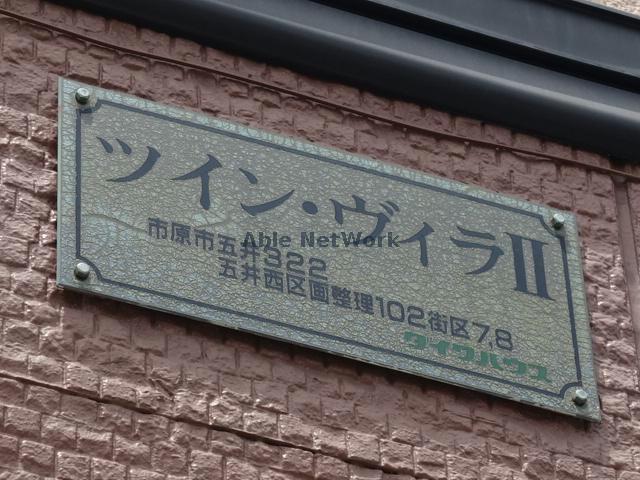 ツイン・ヴィラII
市原市五井322
五井西区画整理102街区7,8
ダイワハウス
Able NetWork